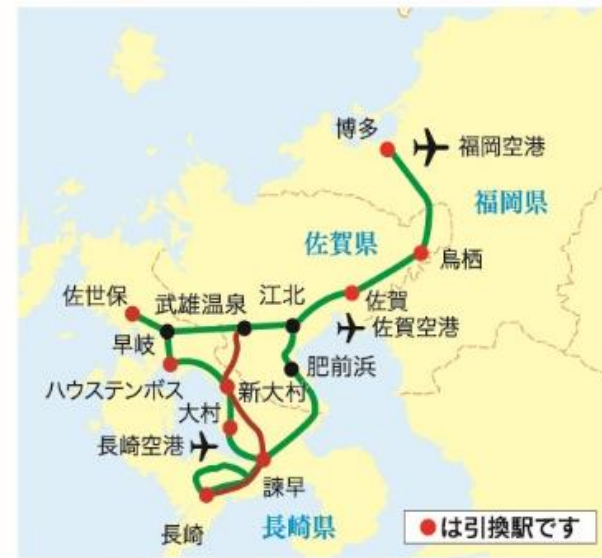 博多
福岡空港
福岡県
佐賀県
鳥栖
佐世保
武雄温泉
江北
佐賀
早岐
佐賀空港
肥前浜
ハウステンボス
新大村
大村
長崎空港
諫早
長崎
長崎県
●は引換駅です